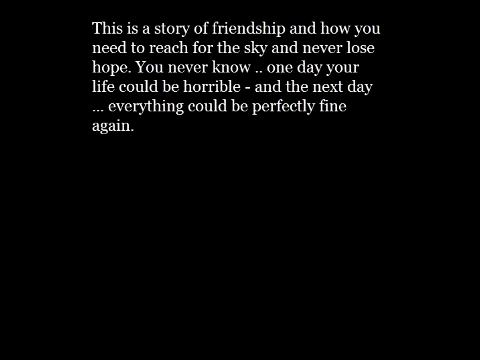 This is a story of friendship and how you
need to reach for the sky and never lose
hope. You never know .. one day your
life could be horrible - and the next day
... everything could be perfectly fine
again.